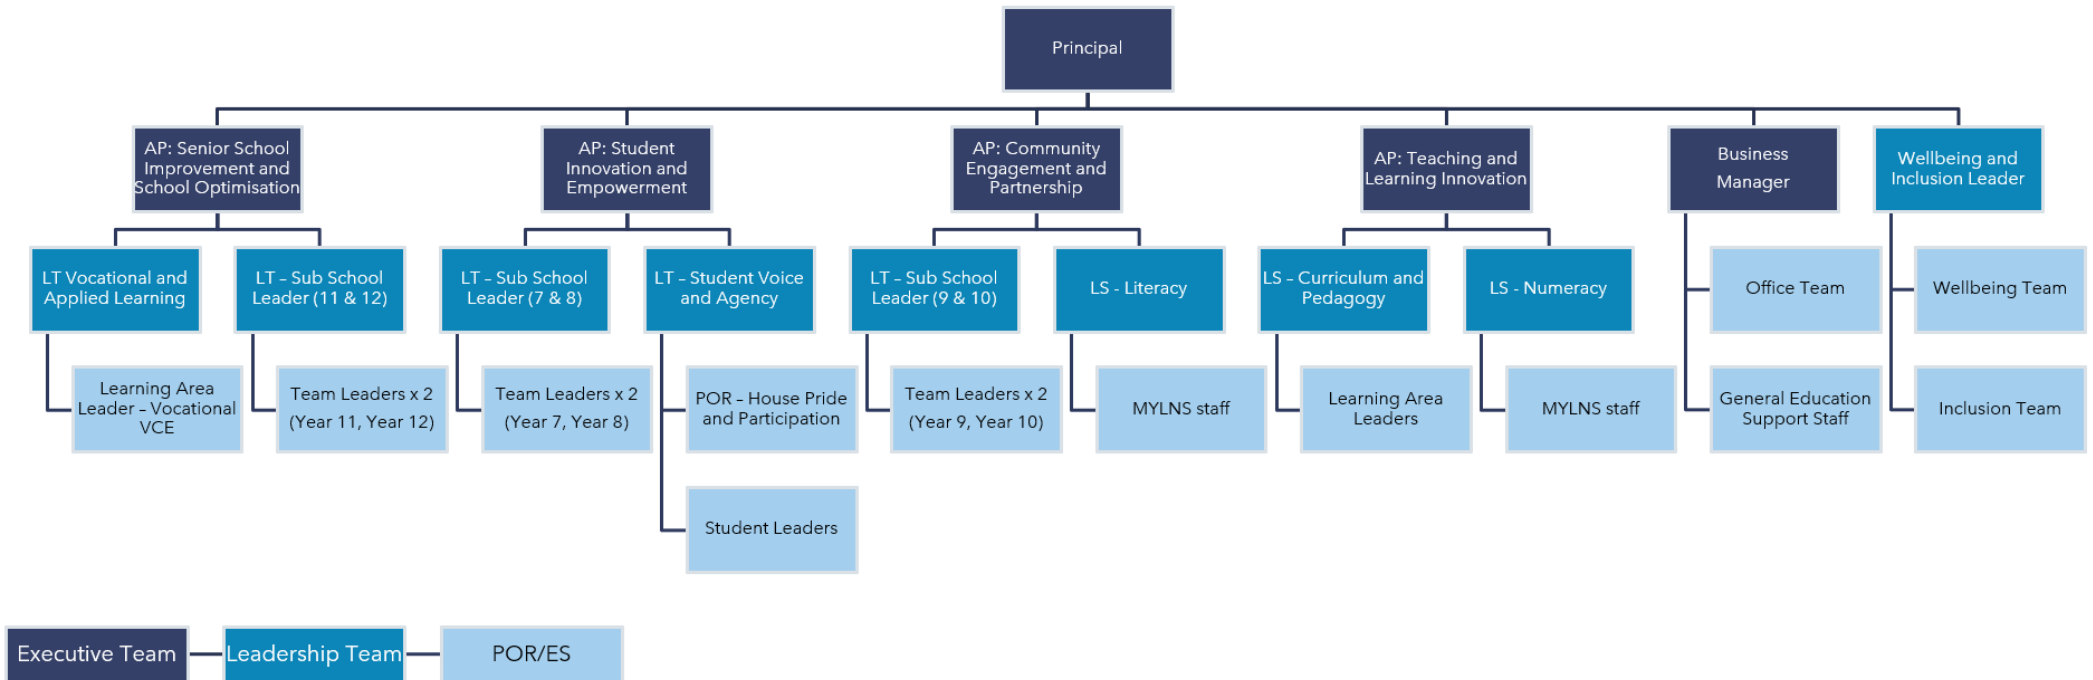 Principal
AP: Senior School
Improvement and
School Optimisation
AP: Student
Innovation and
Empowerment
AP: Community
Engagement and
Partnership
AP: Teaching and
Learning Innovation
Business
Manager
Wellbeing and
Inclusion Leader
LT Vocational and
Applied Learning
LT – Sub School
Leader (11 & 12)
LT – Sub School
Leader (7 & 8)
LT – Student Voice
and Agency
LT – Sub School
Leader (9 & 10)
LS - Literacy
LS – Curriculum and
Pedagogy
LS - Numeracy
Office Team
Wellbeing Team
Learning Area
Leader – Vocational
VCE
Team Leaders x 2
(Year 11, Year 12)
Team Leaders x 2
(Year 7, Year 8)
POR – House Pride
and Participation
Team Leaders x 2
(Year 9, Year 10)
MYLNS staff
Learning Area
Leaders
MYLNS staff
General Education
Support Staff
Inclusion Team
Student Leaders
Executive Team
Leadership Team
POR/ES